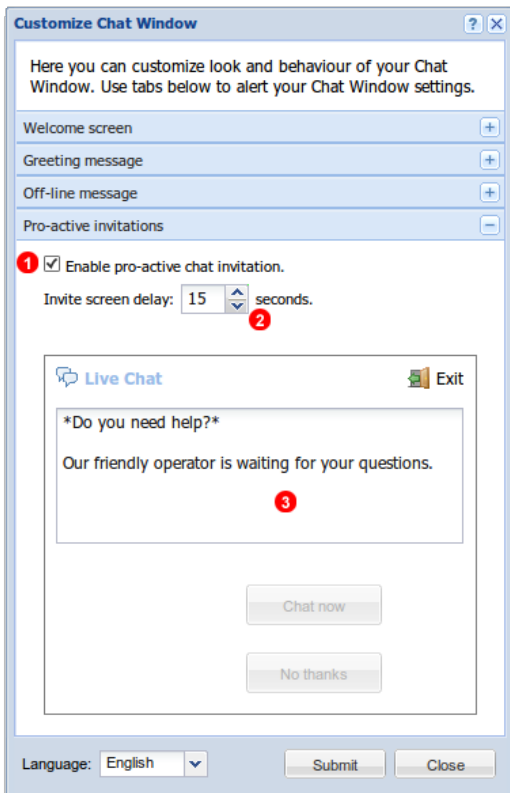 Customize Chat Window
Here you can customize look and behaviour of your Chat
Window. Use tabs below to alert your Chat Window settings.
Welcome screen
Greeting message
Off-line message
Pro-active invitations
1 Enable pro-active chat invitation.
Invite screen delay: 15 seconds.
2
Live Chat Exit
*Do you need help?*
Our friendly operator is waiting for your questions.
3
Chat now
No thanks
Language: English Submit Close